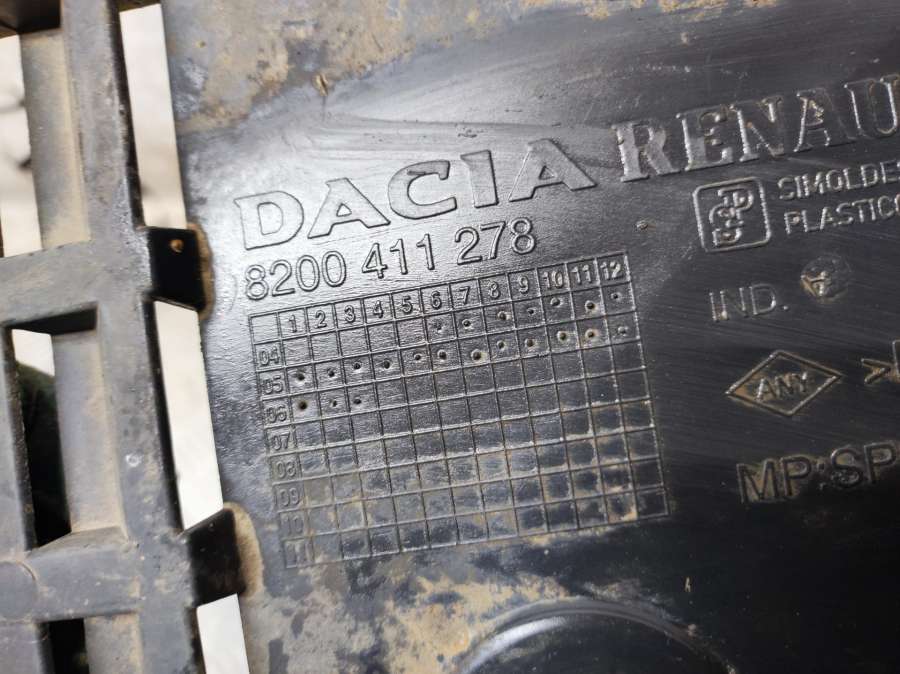 DACIA RENAU
8200 411 278
SIMOLDE
PLASTICO
IND.
1 2 3 4 5 6 7 8 9 10 11 12
04
05
06
07
08
09
10
11
ANY
MP:SP